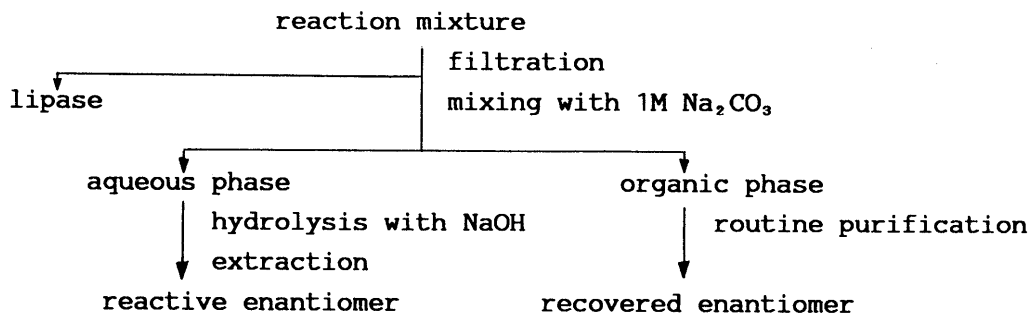 reaction mixture
filtration
lipase
mixing with 1M Na₂CO₃
aqueous phase
organic phase
hydrolysis with NaOH
routine purification
extraction
reactive enantiomer
recovered enantiomer